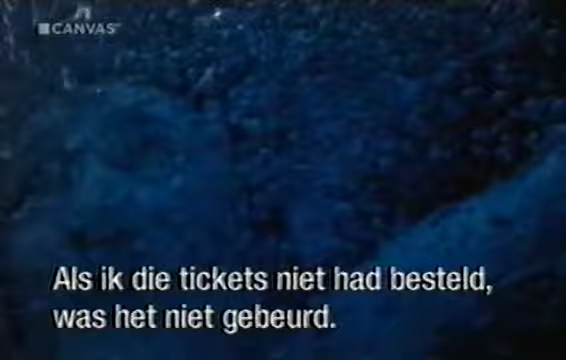 CANVAS
Als ik die tickets niet had besteld,
was het niet gebeurd.